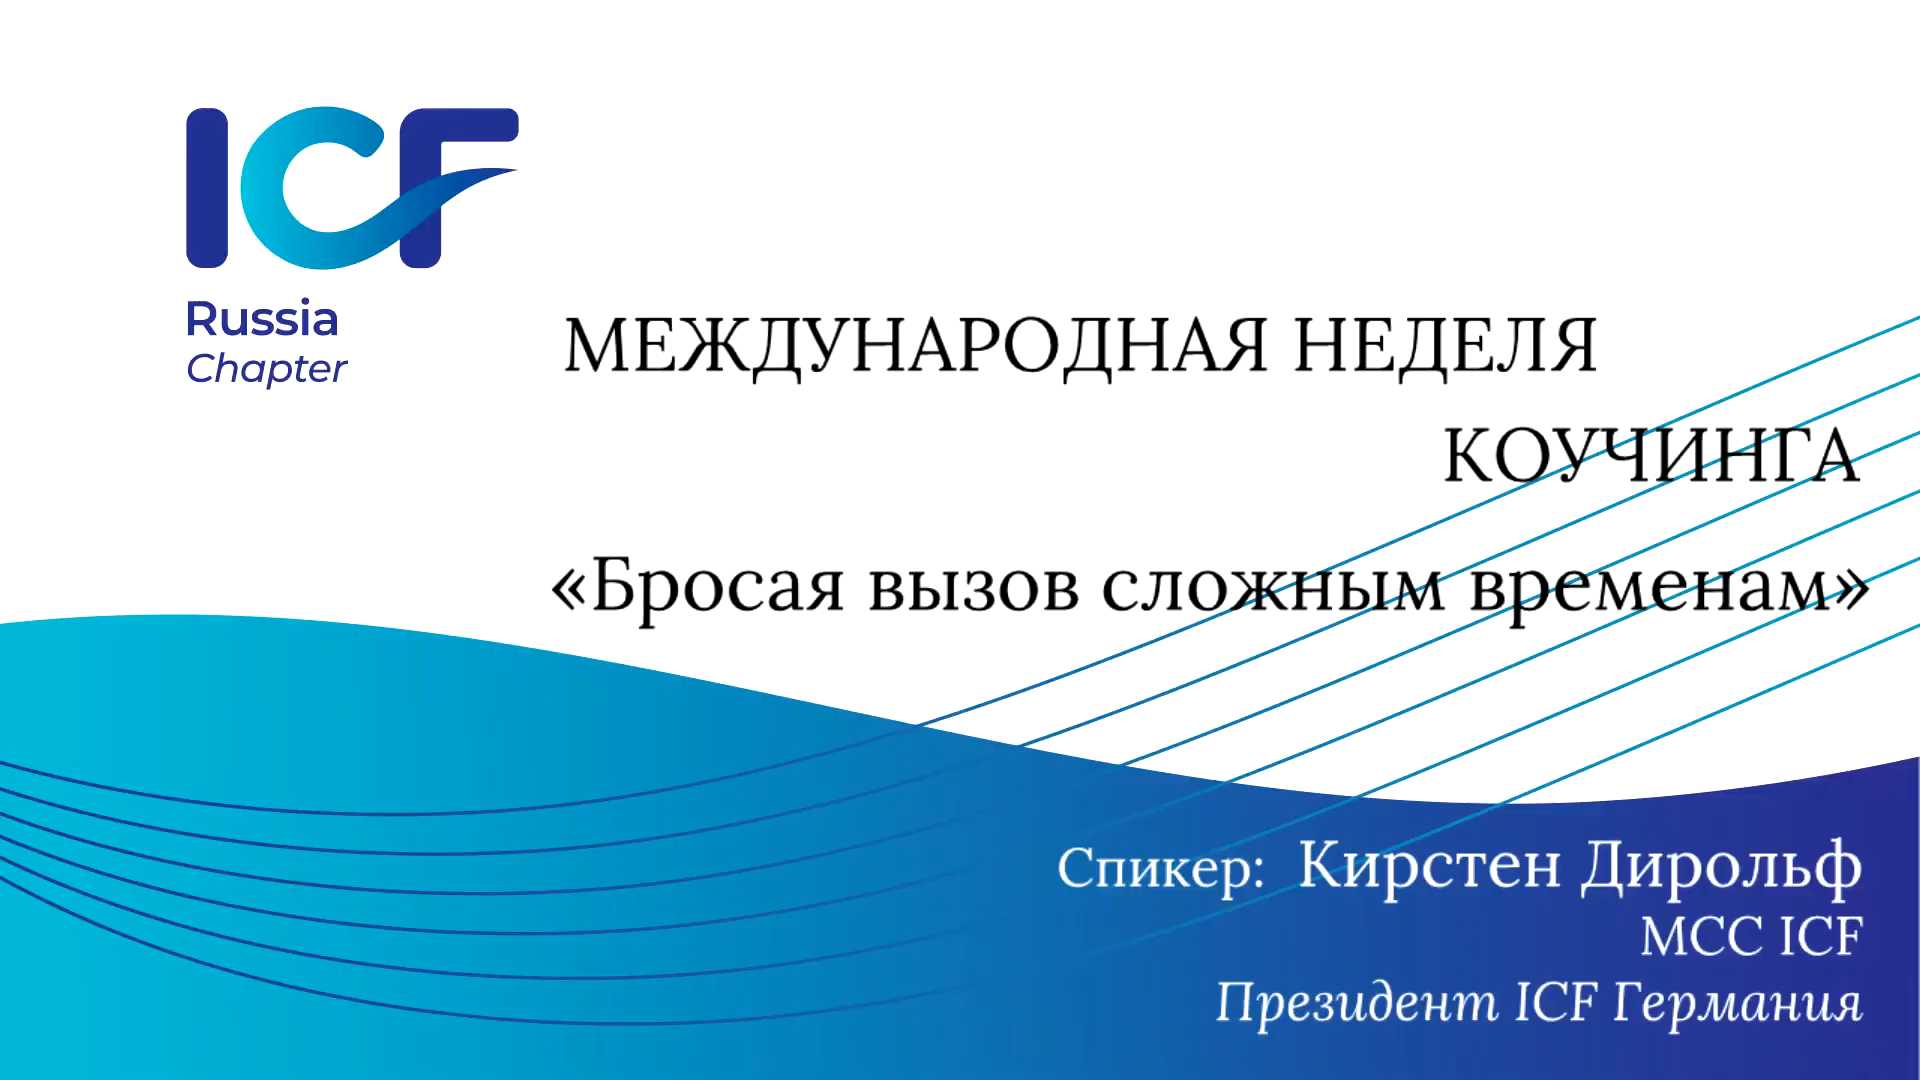 ICF
Russia
Chapter
МЕЖДУНАРОДНАЯ НЕДЕЛЯ
КОУЧИНГА
«Бросая вызов сложным временам»
Спикер: Кирстен Дирольф
MCC ICF
Президент ICF Германия